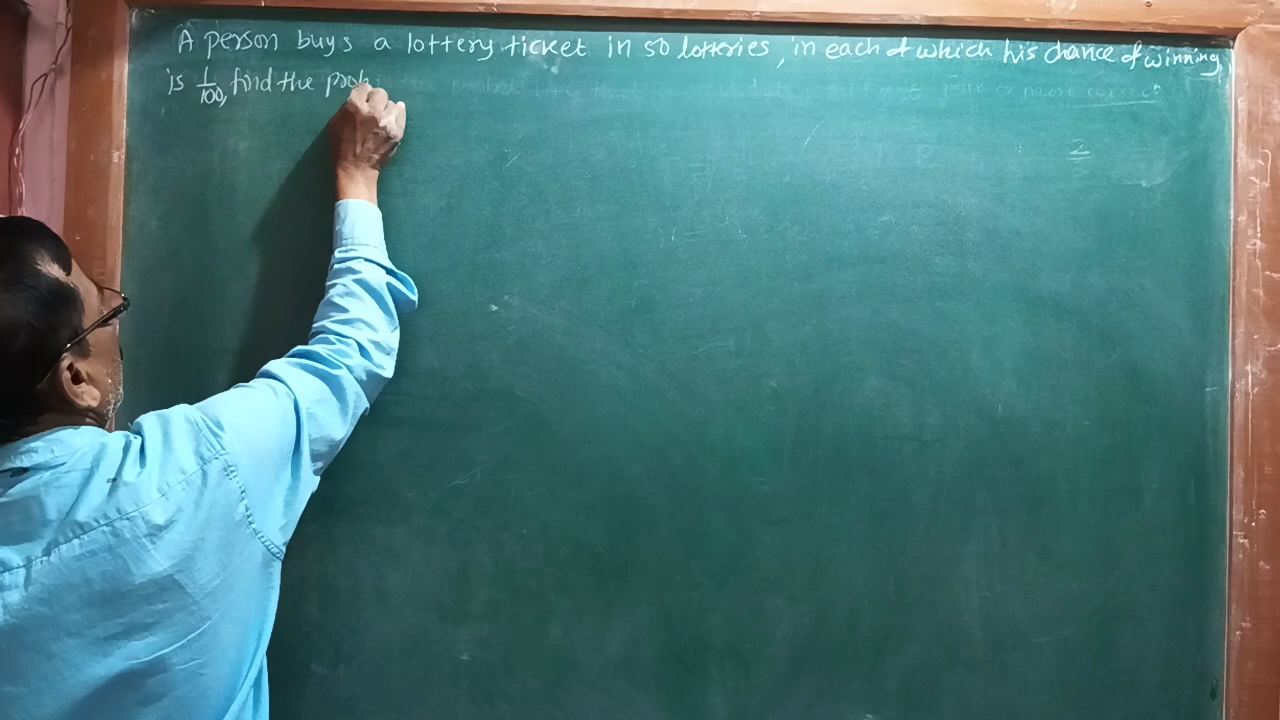 A person buys a lottery ticket in 50 lotteries, in each of which his chance of winning
is 1/100, find the prob